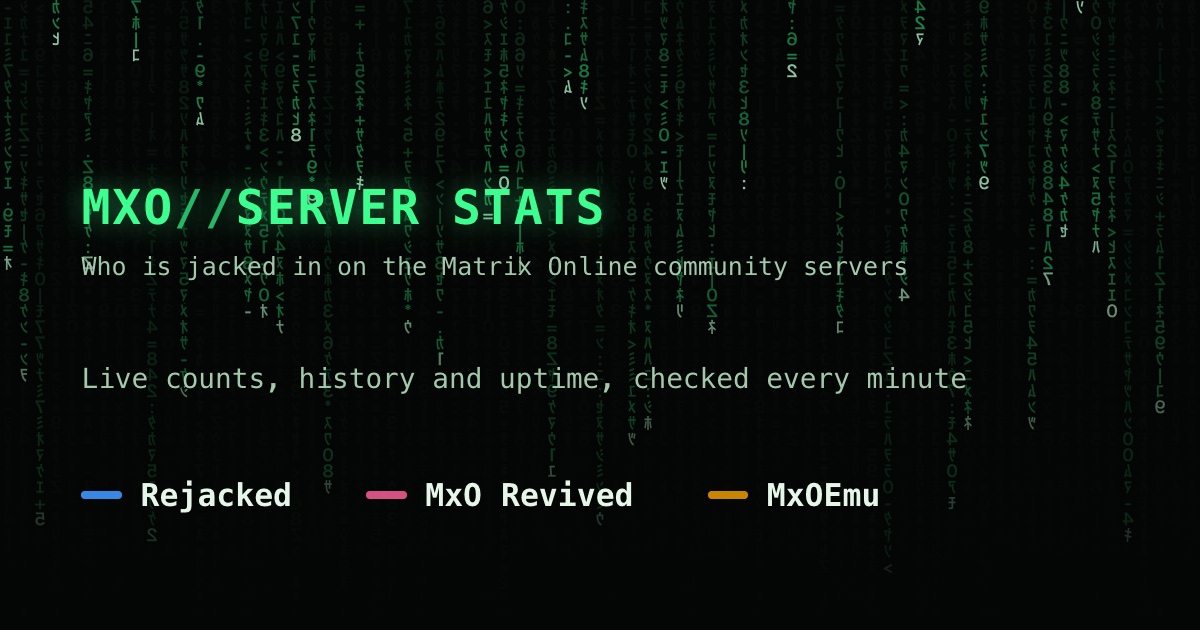 MXO//SERVER STATS
Who is jacked in on the Matrix Online community servers
Live counts, history and uptime, checked every minute
Rejacked MxO Revived MxOEmu